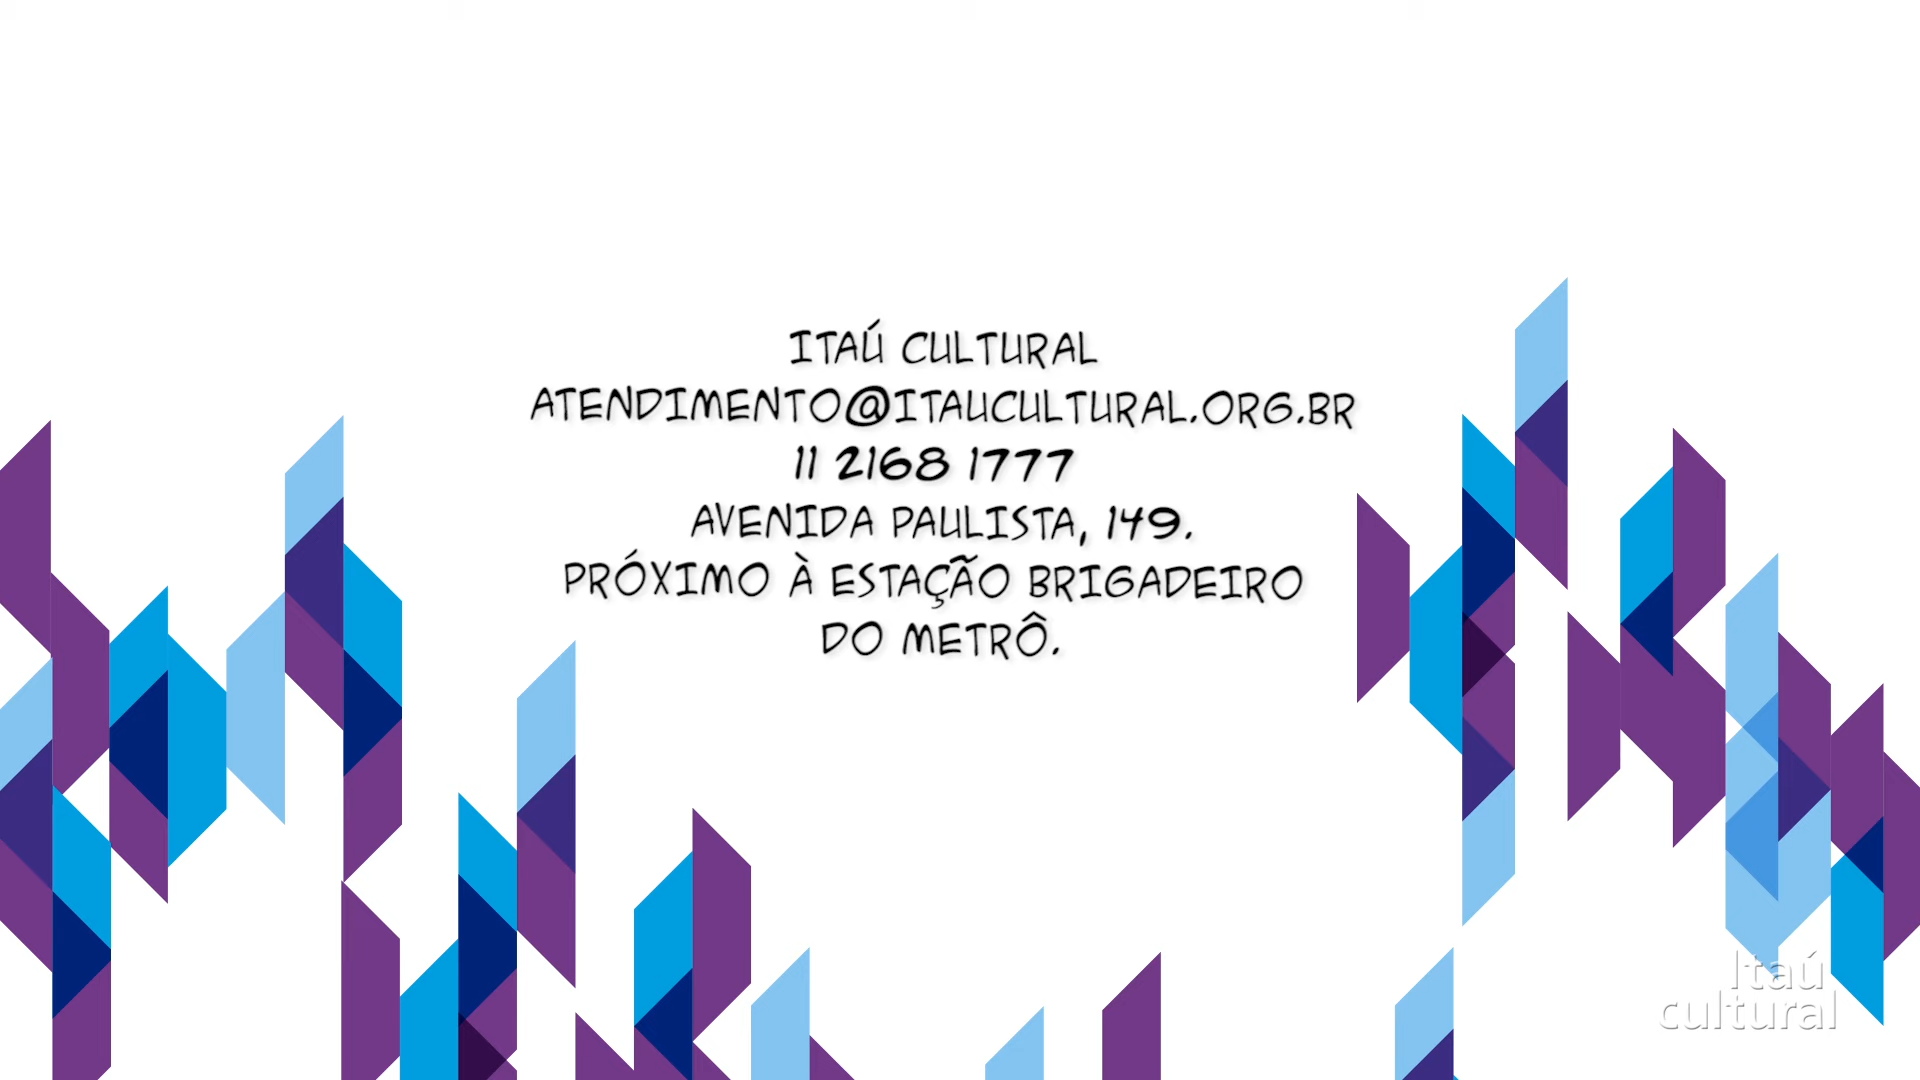 ITAÚ CULTURAL
ATENDIMENTO@ITAUCULTURAL.ORG.BR
11 2168 1777
AVENIDA PAULISTA, 149.
PRÓXIMO À ESTAÇÃO BRIGADEIRO
DO METRÔ.
Itaú
cultural